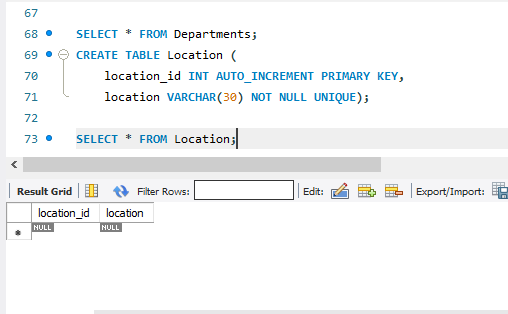 67
68 SELECT * FROM Departments;
69 CREATE TABLE Location (
70 location_id INT AUTO_INCREMENT PRIMARY KEY,
71 location VARCHAR(30) NOT NULL UNIQUE);
72
73 SELECT * FROM Location;
Result Grid Filter Rows: Edit: Export/Import:
location_id location
* NULL NULL